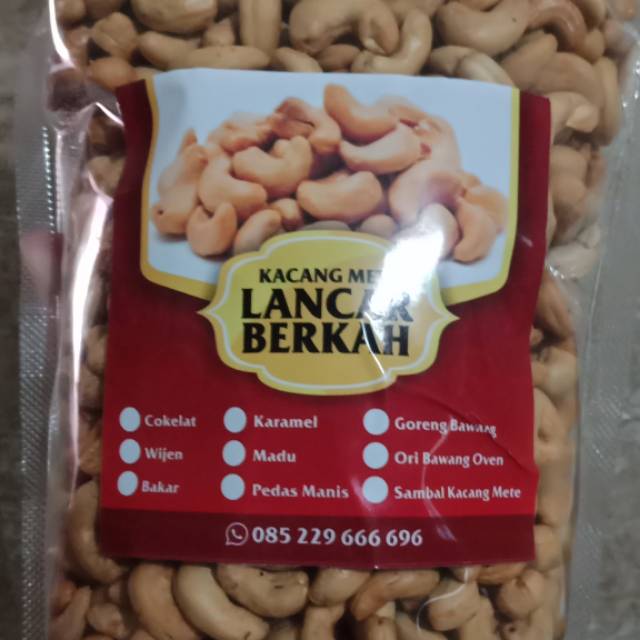 KACANG METE
LANCAR
BERKAH
Cokelat
Wijen
Bakar
Karamel
Madu
Pedas Manis
Goreng Bawang
Ori Bawang Oven
Sambal Kacang Mete
085 229 666 696